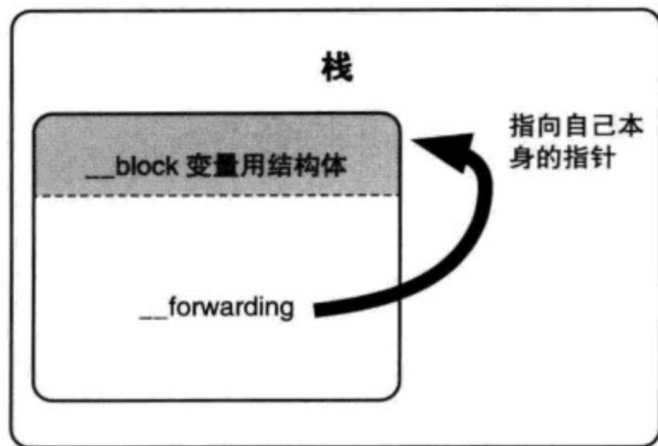 栈
__block 变量用结构体
指向自己本
身的指针
__forwarding